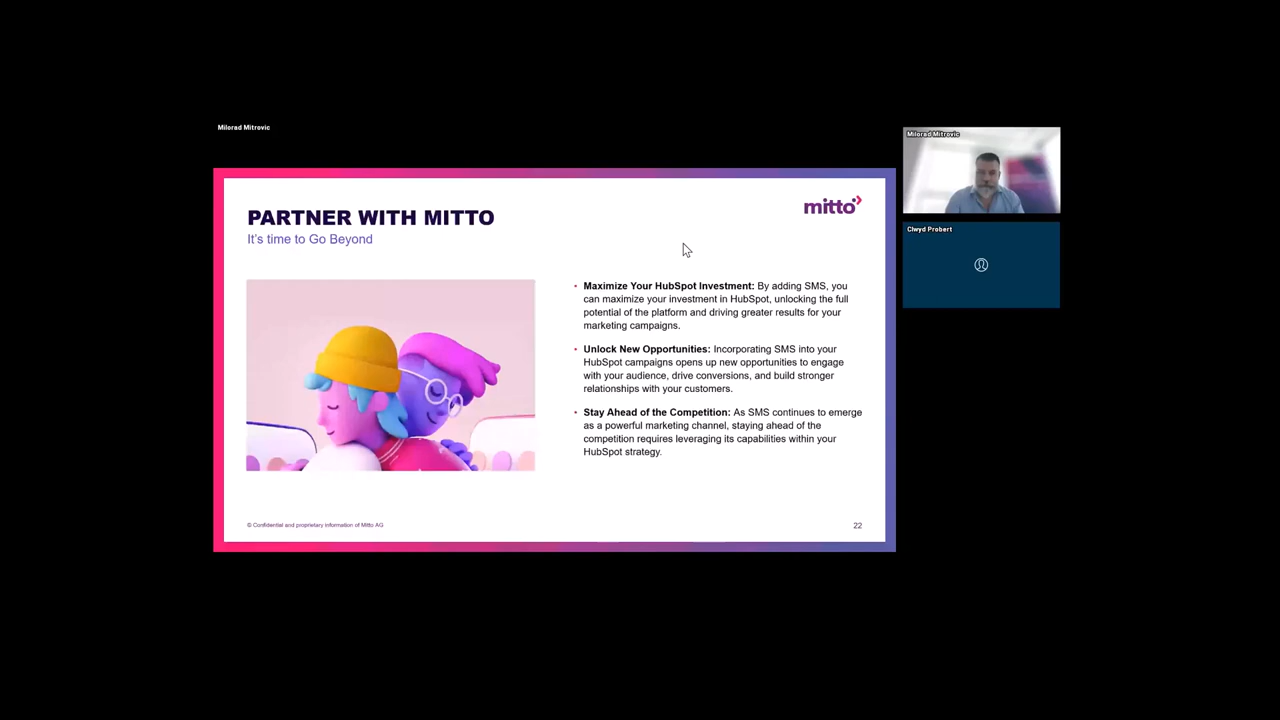 Milorad Mitrovic
Milorad Mitrovic
Clwyd Probert
PARTNER WITH MITTO
It's time to Go Beyond
mitto
• Maximize Your HubSpot Investment: By adding SMS, you
can maximize your investment in HubSpot, unlocking the full
potential of the platform and driving greater results for your
marketing campaigns.
• Unlock New Opportunities: Incorporating SMS into your
HubSpot campaigns opens up new opportunities to engage
with your audience, drive conversions, and build stronger
relationships with your customers.
• Stay Ahead of the Competition: As SMS continues to emerge
as a powerful marketing channel, staying ahead of the
competition requires leveraging its capabilities within your
HubSpot strategy.
© Confidential and proprietary information of Mitto AG
22